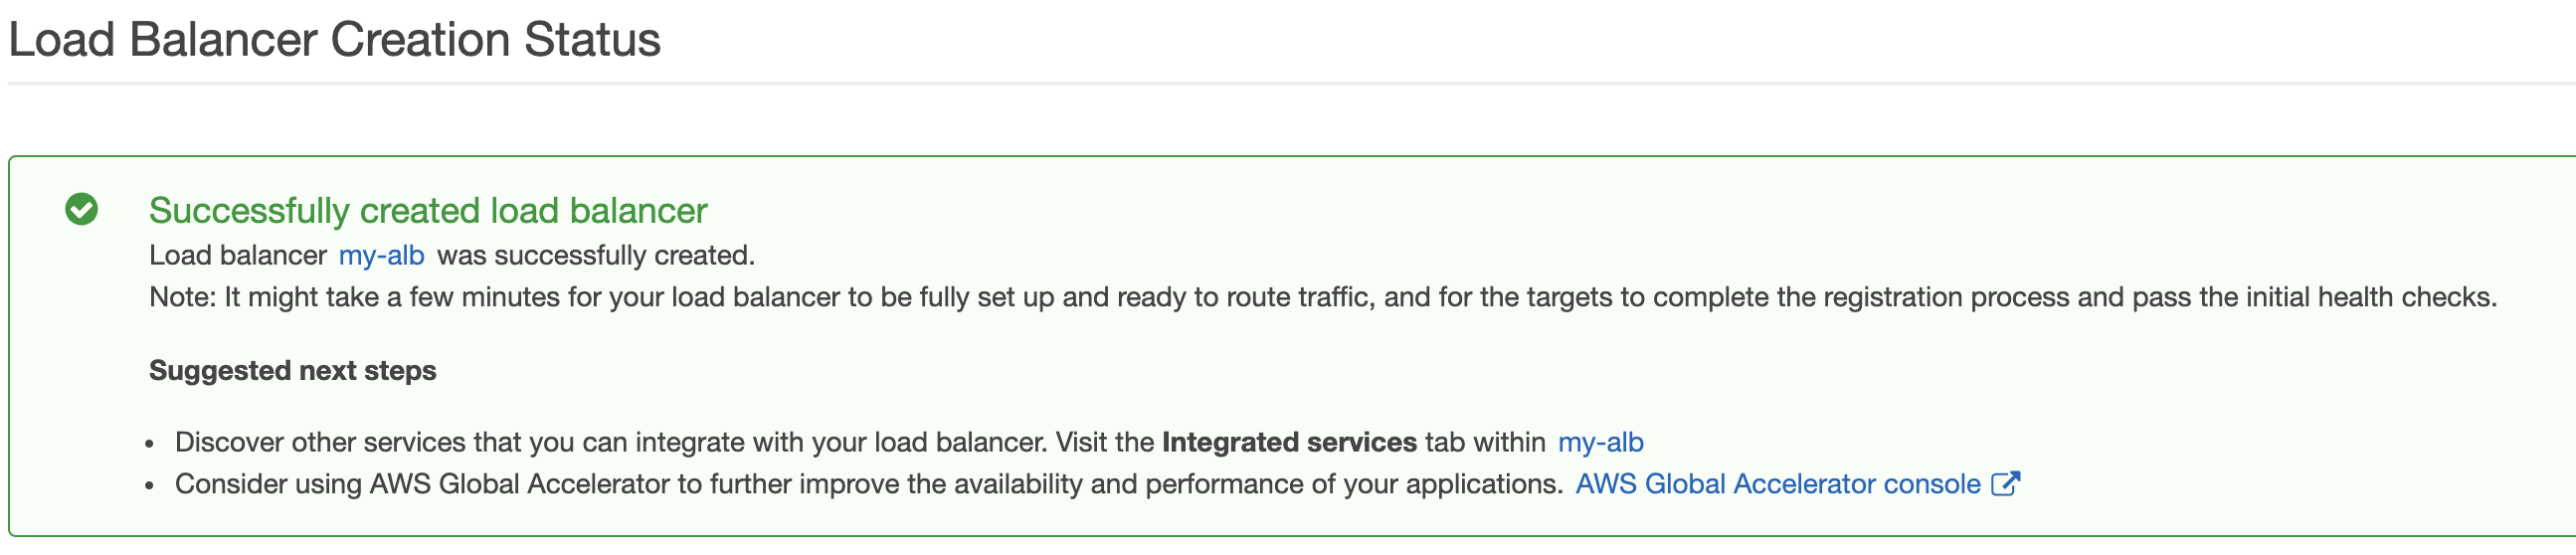 Load Balancer Creation Status
Successfully created load balancer
Load balancer my-alb was successfully created.
Note: It might take a few minutes for your load balancer to be fully set up and ready to route traffic, and for the targets to complete the registration process and pass the initial health checks.
Suggested next steps
• Discover other services that you can integrate with your load balancer. Visit the Integrated services tab within my-alb
• Consider using AWS Global Accelerator to further improve the availability and performance of your applications. AWS Global Accelerator console